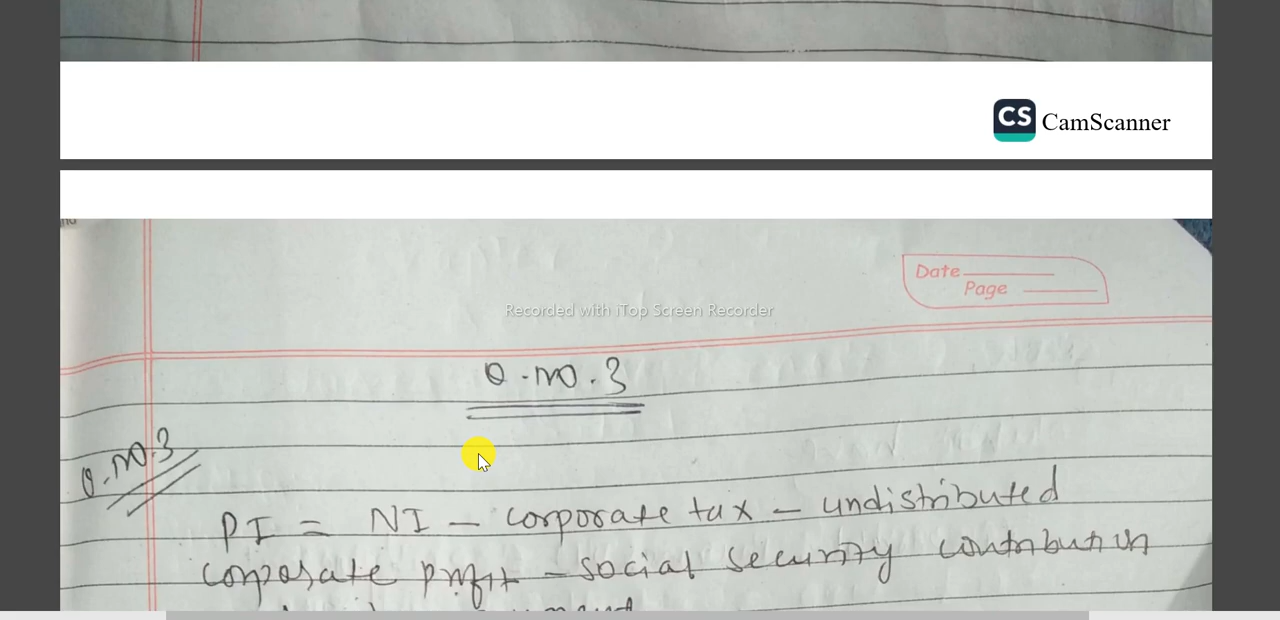 CS CamScanner
Date
Page
Recorded with iTop Screen Recorder
Q.NO.3
Q.NO.3
PI = NI - corporate tax - undistributed
corporate profit - social security contribution